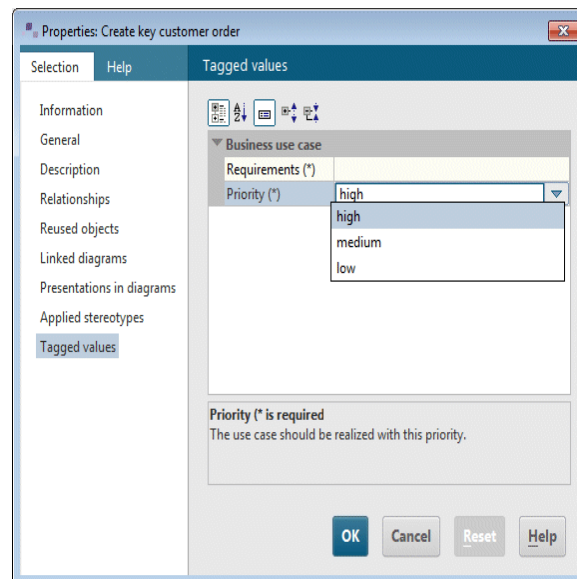 Properties: Create key customer order
Selection
Help
Tagged values
Information
General
Description
Relationships
Reused objects
Linked diagrams
Presentations in diagrams
Applied stereotypes
Tagged values
Business use case
Requirements (*)
Priority (*) high
high
medium
low
Priority (* is required
The use case should be realized with this priority.
OK Cancel Reset Help